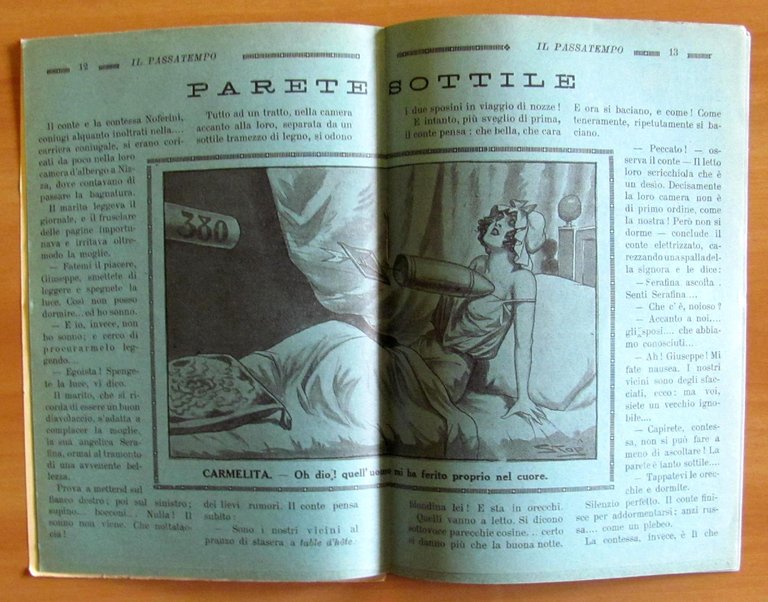 12 IL PASSATEMPO
IL PASSATEMPO 13
PARETE SOTTILE
Il conte e la contessa Noferini,
coniugi alquanto inoltrati nella....
carriera coniugale, si erano cori-
cati da poco nella loro
camera d'albergo a Niz-
za, dove contavano di
passare la bagnatura.
Il marito leggeva il
giornale, e il frusciare
delle pagine importu-
nava e irritava oltre-
modo la moglie.
— Fatemi il piacere,
Giuseppe, smettete di
leggere e spegnete la
luce. Così non posso
dormire... ed ho sonno.
— E io, invece, non
ho sonno; e cerco di
procurarmelo leg-
gendo....
— Egoista! Spenge-
te la luce, vi dico.
Il marito, che si ri-
corda di essere un buon
diavolaccio, s'adatta a
compiacer la moglie,
la sua angelica Sera-
fina, ormai al tramonto
di una avvenente bel-
lezza.
Prova a mettersi sul
fianco destro; poi sul sinistro;
supino... bocconi... Nulla! Il
sonno non viene. Che nottatac-
cia!
Tutto ad un tratto, nella camera
accanto alla loro, separata da un
sottile tramezzo di legno, si odono
380
CARMELITA. — Oh dio! quell'uomo mi ha ferito proprio nel cuore.
dei lievi rumori. Il conte pensa
subito:
— Sono i nostri vicini al
pranzo di stasera a table d'hôte:
i due sposini in viaggio di nozze!
E intanto, più sveglio di prima,
il conte pensa: che bella, che cara
biondina lei! E sta in orecchi.
Quelli vanno a letto. Si dicono
sottovoce parecchie cosine... certo
si danno più che la buona notte.
E ora si baciano, e come! Come
teneramente, ripetutamente si ba-
ciano.
— Peccato! — os-
serva il conte — Il letto
loro scricchiola che è
un desìo. Decisamente
la loro camera non è
di primo ordine, come
la nostra! Però non si
dorme — conclude il
conte elettrizzato, ca-
rezzando una spalla del-
la signora e le dice:
— Serafina ascolta.
Senti Serafina....
— Che c'è, noioso?
— Accanto a noi....
gli sposi.... che abbia-
mo conosciuti....
— Ah! Giuseppe! Mi
fate nausea. I nostri
vicini sono degli sfac-
ciati, ecco: ma voi,
siete un vecchio igno-
bile....
— Capirete, contes-
sa, non si può fare a
meno di ascoltare! La
parete è tanto sottile....
— Tappatevi le orec-
chie e dormite.
Silenzio perfetto. Il conte fini-
sce per addormentarsi; anzi rus-
sa.... come un plebeo.
La contessa, invece, è lì che